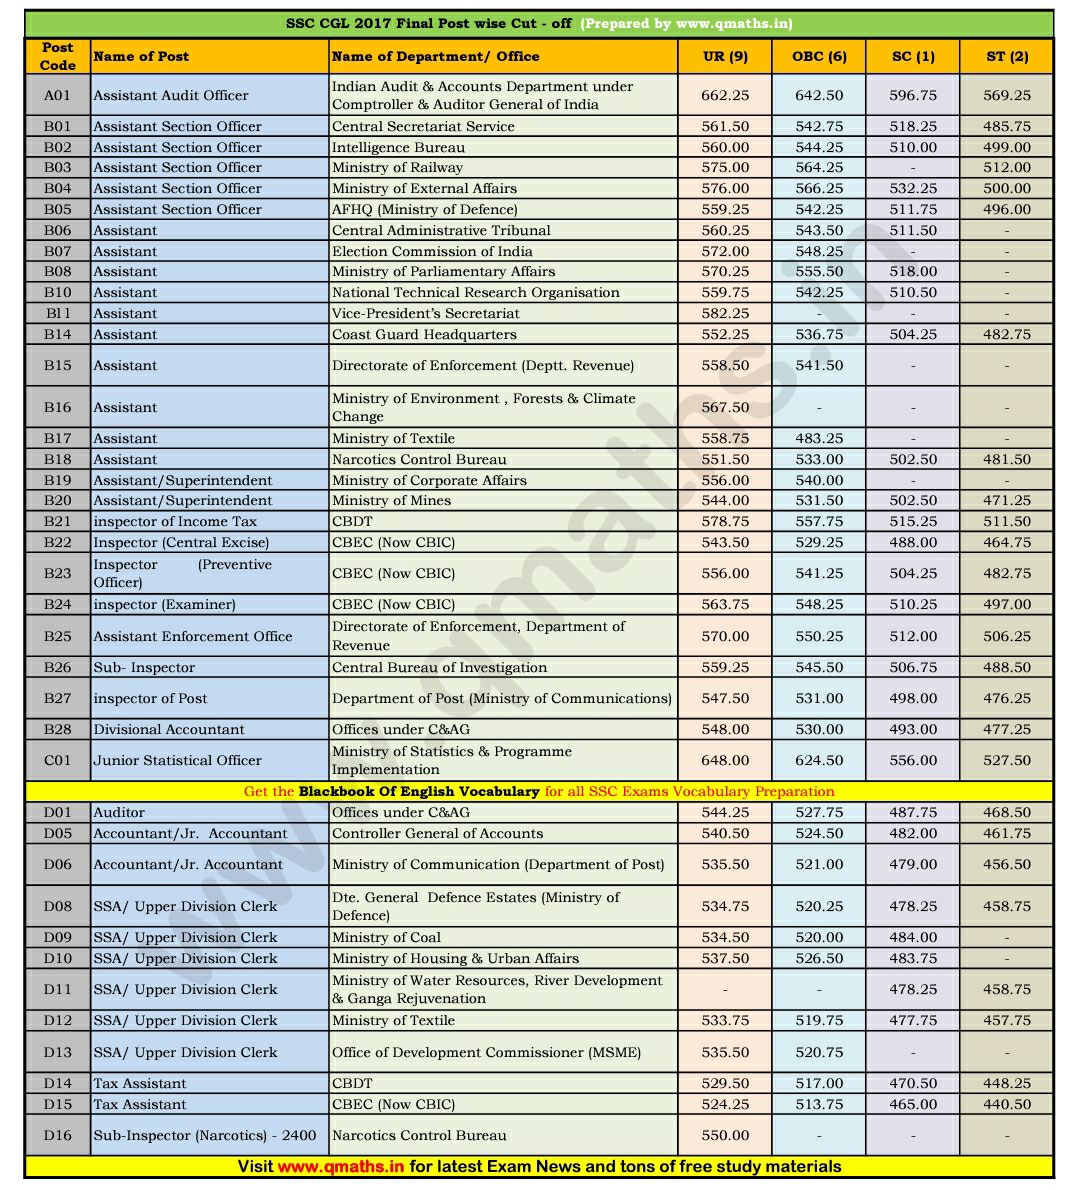 SSC CGL 2017 Final Post wise Cut - off (Prepared by www.qmaths.in)
Post Code Name of Post Name of Department/ Office UR (9) OBC (6) SC (1) ST (2)
A01 Assistant Audit Officer Indian Audit & Accounts Department under Comptroller & Auditor General of India 662.25 642.50 596.75 569.25
B01 Assistant Section Officer Central Secretariat Service 561.50 542.75 518.25 485.75
B02 Assistant Section Officer Intelligence Bureau 560.00 544.25 510.00 499.00
B03 Assistant Section Officer Ministry of Railway 575.00 564.25 - 512.00
B04 Assistant Section Officer Ministry of External Affairs 576.00 566.25 532.25 500.00
B05 Assistant Section Officer AFHQ (Ministry of Defence) 559.25 542.25 511.75 496.00
B06 Assistant Central Administrative Tribunal 560.25 543.50 511.50 -
B07 Assistant Election Commission of India 572.00 548.25 - -
B08 Assistant Ministry of Parliamentary Affairs 570.25 555.50 518.00 -
B10 Assistant National Technical Research Organisation 559.75 542.25 510.50 -
Bl1 Assistant Vice-President's Secretariat 582.25 - - -
B14 Assistant Coast Guard Headquarters 552.25 536.75 504.25 482.75
B15 Assistant Directorate of Enforcement (Deptt. Revenue) 558.50 541.50 - -
B16 Assistant Ministry of Environment , Forests & Climate Change 567.50 - - -
B17 Assistant Ministry of Textile 558.75 483.25 - -
B18 Assistant Narcotics Control Bureau 551.50 533.00 502.50 481.50
B19 Assistant/Superintendent Ministry of Corporate Affairs 556.00 540.00 - -
B20 Assistant/Superintendent Ministry of Mines 544.00 531.50 502.50 471.25
B21 inspector of Income Tax CBDT 578.75 557.75 515.25 511.50
B22 Inspector (Central Excise) CBEC (Now CBIC) 543.50 529.25 488.00 464.75
B23 Inspector (Preventive Officer) CBEC (Now CBIC) 556.00 541.25 504.25 482.75
B24 inspector (Examiner) CBEC (Now CBIC) 563.75 548.25 510.25 497.00
B25 Assistant Enforcement Office Directorate of Enforcement, Department of Revenue 570.00 550.25 512.00 506.25
B26 Sub- Inspector Central Bureau of Investigation 559.25 545.50 506.75 488.50
B27 inspector of Post Department of Post (Ministry of Communications) 547.50 531.00 498.00 476.25
B28 Divisional Accountant Offices under C&AG 548.00 530.00 493.00 477.25
C01 Junior Statistical Officer Ministry of Statistics & Programme Implementation 648.00 624.50 556.00 527.50
Get the Blackbook Of English Vocabulary for all SSC Exams Vocabulary Preparation
D01 Auditor Offices under C&AG 544.25 527.75 487.75 468.50
D05 Accountant/Jr. Accountant Controller General of Accounts 540.50 524.50 482.00 461.75
D06 Accountant/Jr. Accountant Ministry of Communication (Department of Post) 535.50 521.00 479.00 456.50
D08 SSA/ Upper Division Clerk Dte. General Defence Estates (Ministry of Defence) 534.75 520.25 478.25 458.75
D09 SSA/ Upper Division Clerk Ministry of Coal 534.50 520.00 484.00 -
D10 SSA/ Upper Division Clerk Ministry of Housing & Urban Affairs 537.50 526.50 483.75 -
D11 SSA/ Upper Division Clerk Ministry of Water Resources, River Development & Ganga Rejuvenation - - 478.25 458.75
D12 SSA/ Upper Division Clerk Ministry of Textile 533.75 519.75 477.75 457.75
D13 SSA/ Upper Division Clerk Office of Development Commissioner (MSME) 535.50 520.75 - -
D14 Tax Assistant CBDT 529.50 517.00 470.50 448.25
D15 Tax Assistant CBEC (Now CBIC) 524.25 513.75 465.00 440.50
D16 Sub-Inspector (Narcotics) - 2400 Narcotics Control Bureau 550.00 - - -
Visit www.qmaths.in for latest Exam News and tons of free study materials
www.qmaths.in